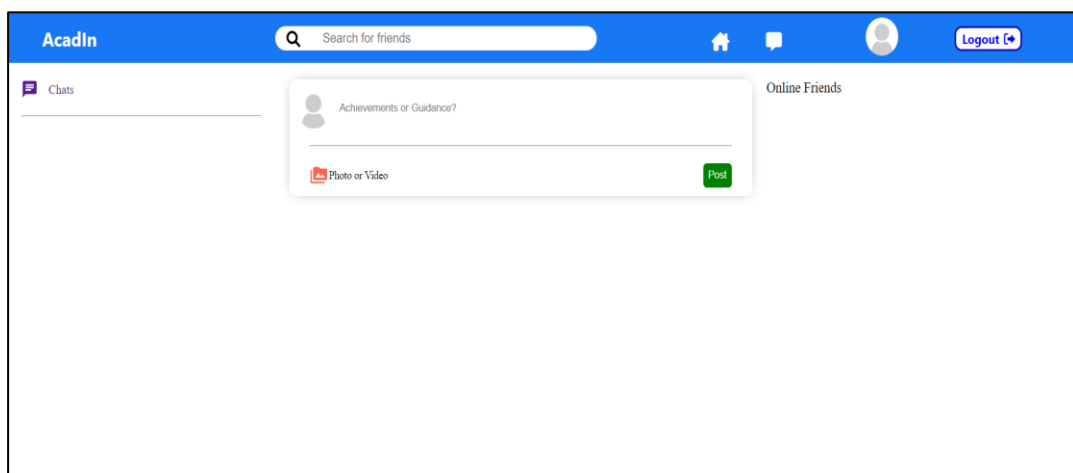 AcadIn
Search for friends
Logout
Chats
Achievements or Guidance?
Photo or Video
Post
Online Friends